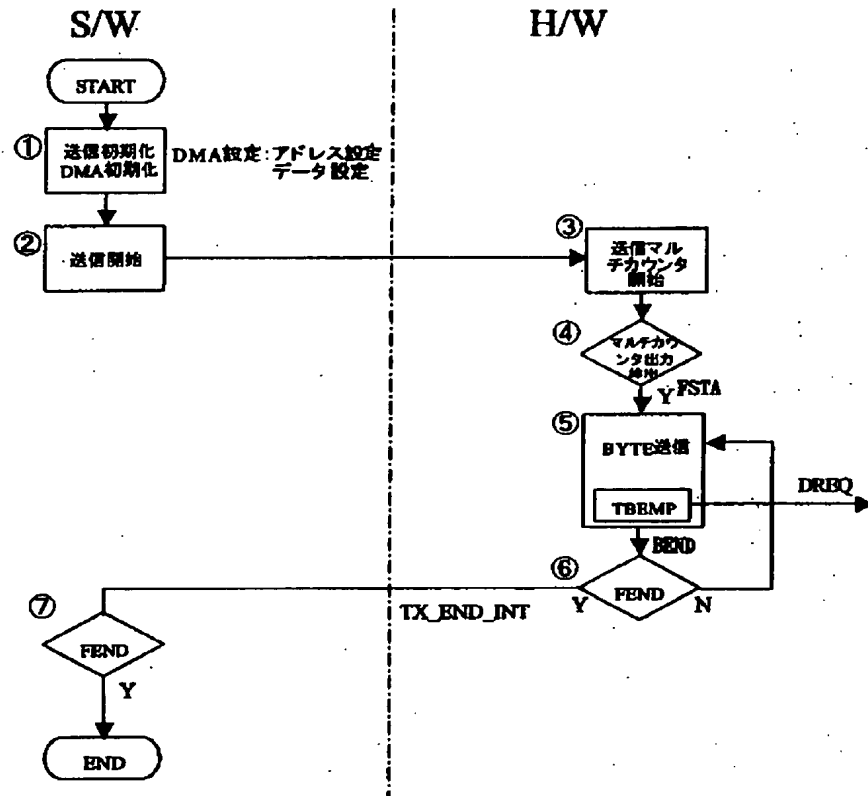 S/W
H/W
START
①
送信初期化
DMA初期化
DMA設定:アドレス設定
データ設定
②
送信開始
③
送信マル
チカウンタ
開始
④
マルチカウ
ンタ出力
Y
FSTA
⑤
BYTE送信
TBEMP
DREQ
BEND
⑥
FEND
Y
N
TX_END_INT
⑦
FEND
Y
END